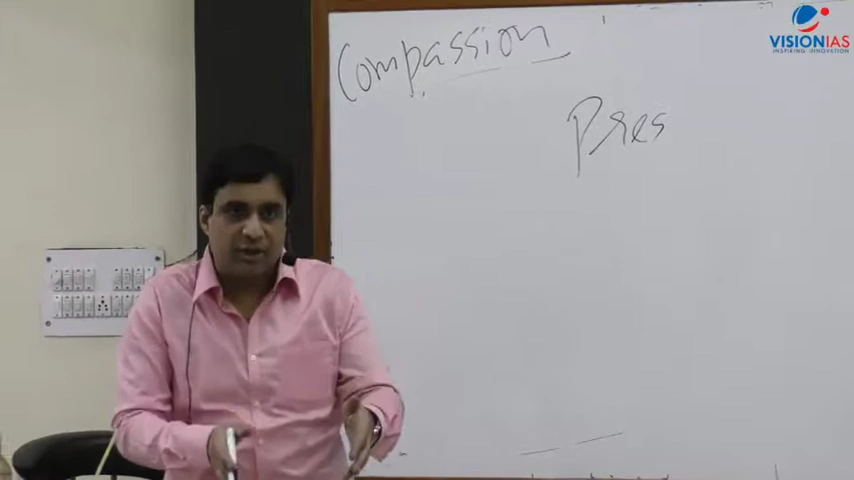 VISIONIAS
INSPIRING INNOVATION
Compassion
Pres